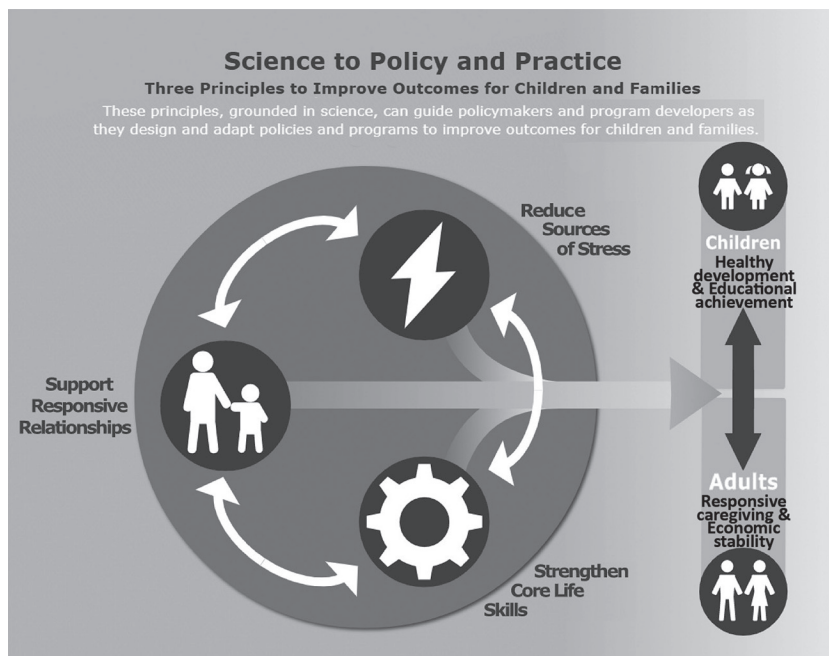 Science to Policy and Practice
Three Principles to Improve Outcomes for Children and Families
These principles, grounded in science, can guide policymakers and program developers as
they design and adapt policies and programs to improve outcomes for children and families.
Reduce
Sources
of Stress
Support
Responsive
Relationships
Strengthen
Core Life
Skills
Children
Healthy
development
& Educational
achievement
Adults
Responsive
caregiving &
Economic
stability